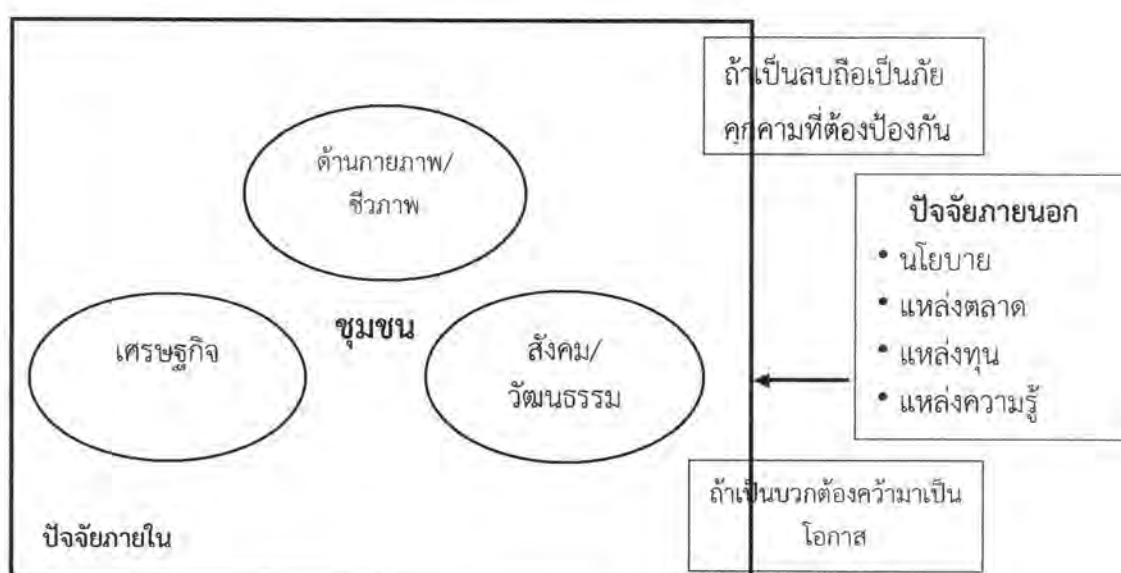 ถ้าเป็นลบถือเป็นภัย
คุกคามที่ต้องป้องกัน
ด้านกายภาพ/
ชีวภาพ
ปัจจัยภายนอก
• นโยบาย
• แหล่งตลาด
• แหล่งทุน
• แหล่งความรู้
ชุมชน
เศรษฐกิจ
สังคม/
วัฒนธรรม
ถ้าเป็นบวกต้องคว้ามาเป็น
โอกาส
ปัจจัยภายใน